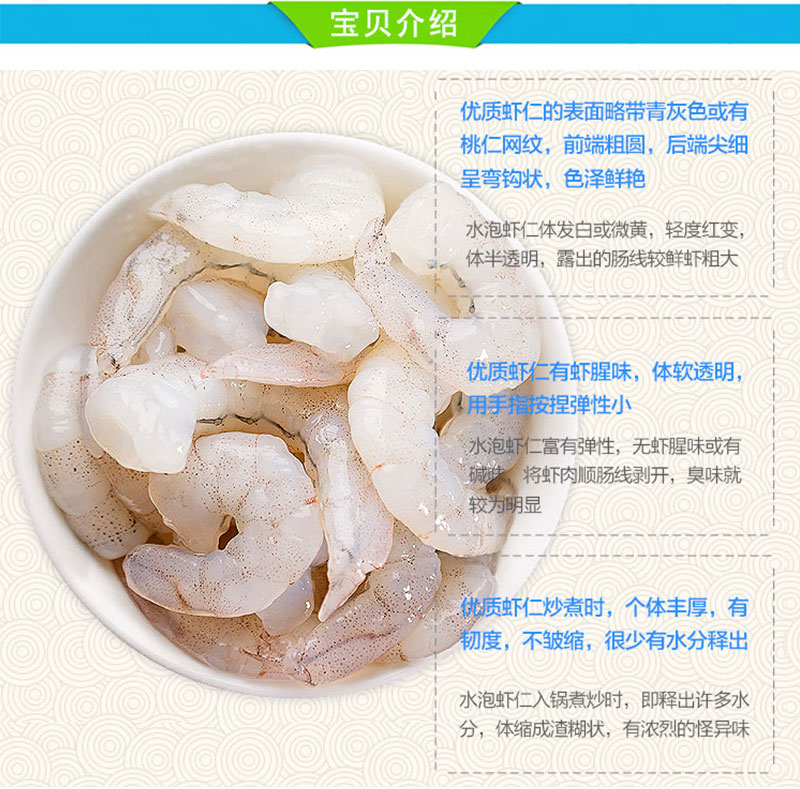 宝贝介绍
优质虾仁的表面略带青灰色或有
桃仁网纹，前端粗圆，后端尖细
呈弯钩状，色泽鲜艳
水泡虾仁体发白或微黄，轻度红变，
体半透明，露出的肠线较鲜虾粗大
优质虾仁有虾腥味，体软透明，
用手指按捏弹性小
水泡虾仁富有弹性，无虾腥味或有
碱味，将虾肉顺肠线剥开，臭味就
较为明显
优质虾仁炒煮时，个体丰厚，有
韧度，不皱缩，很少有水分释出
水泡虾仁入锅煮炒时，即释出许多水
分，体缩成渣糊状，有浓烈的怪异味